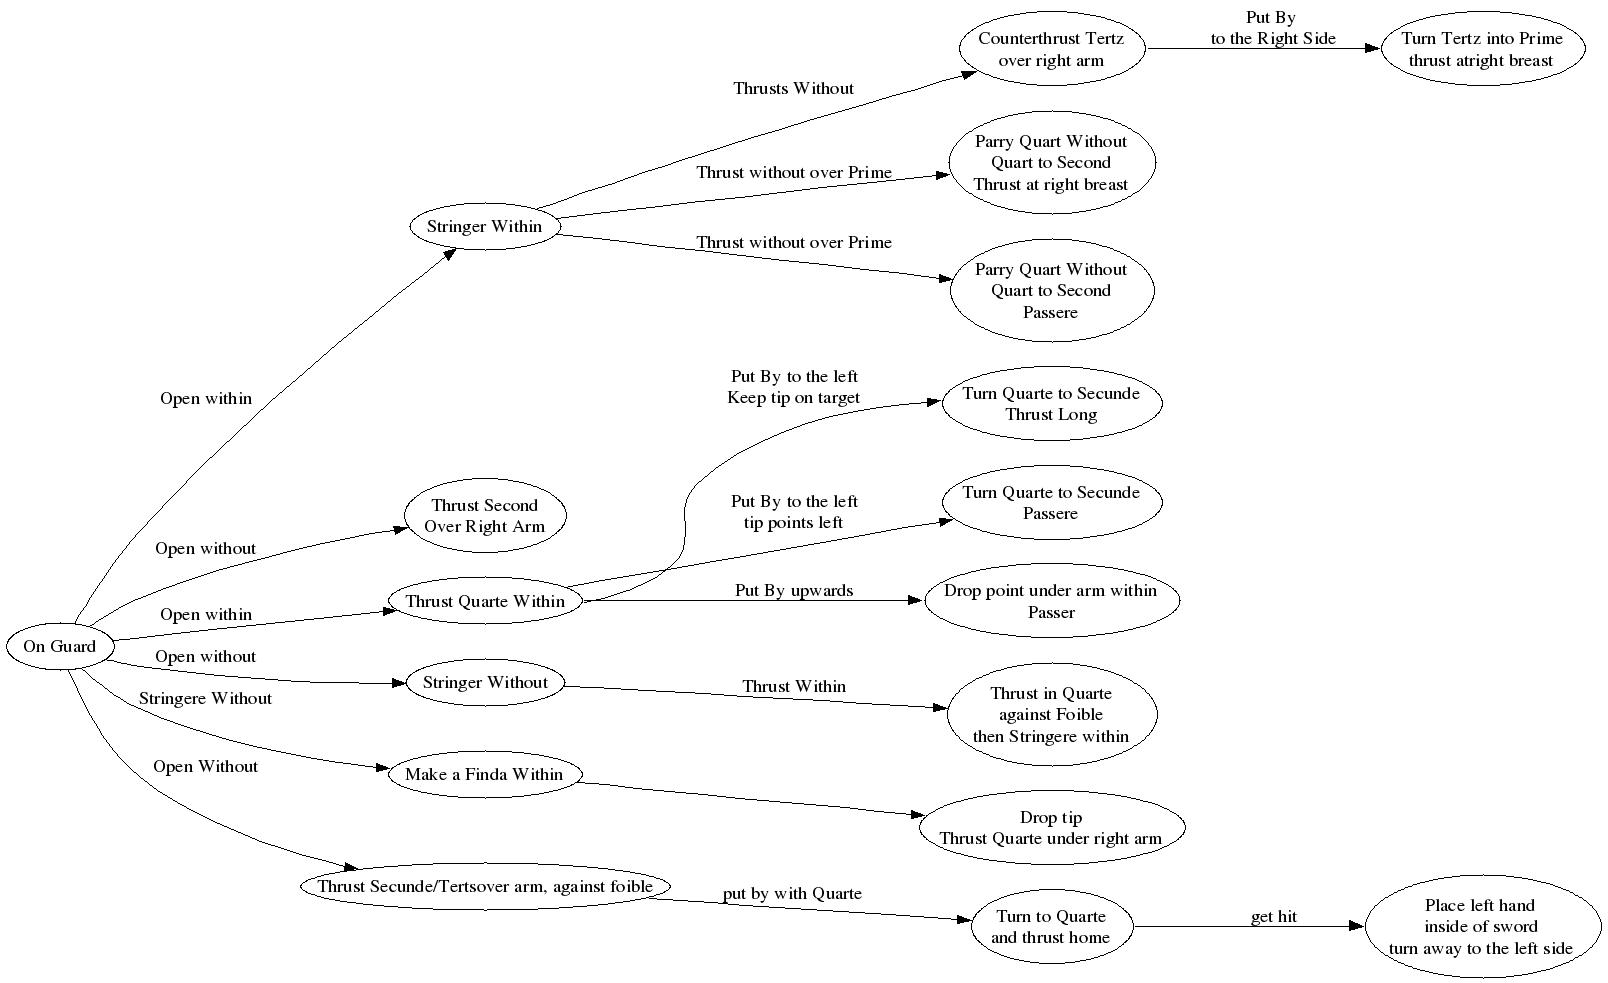 Put By
to the Right Side
Counterthrust Tertz
over right arm
Turn Tertz into Prime
thrust atright breast
Thrusts Without
Parry Quart Without
Quart to Second
Thrust at right breast
Thrust without over Prime
Stringer Within
Thrust without over Prime
Parry Quart Without
Quart to Second
Passere
Put By to the left
Keep tip on target
Turn Quarte to Secunde
Thrust Long
Open within
Thrust Second
Over Right Arm
Put By to the left
tip points left
Turn Quarte to Secunde
Passere
Open without
Thrust Quarte Within
Put By upwards
Drop point under arm within
Passer
Open within
On Guard
Open without
Stringer Without
Thrust Within
Thrust in Quarte
against Foible
then Stringere within
Stringere Without
Make a Finda Within
Drop tip
Thrust Quarte under right arm
Open Without
Thrust Secunde/Tertsover arm, against foible
put by with Quarte
Turn to Quarte
and thrust home
get hit
Place left hand
inside of sword
turn away to the left side